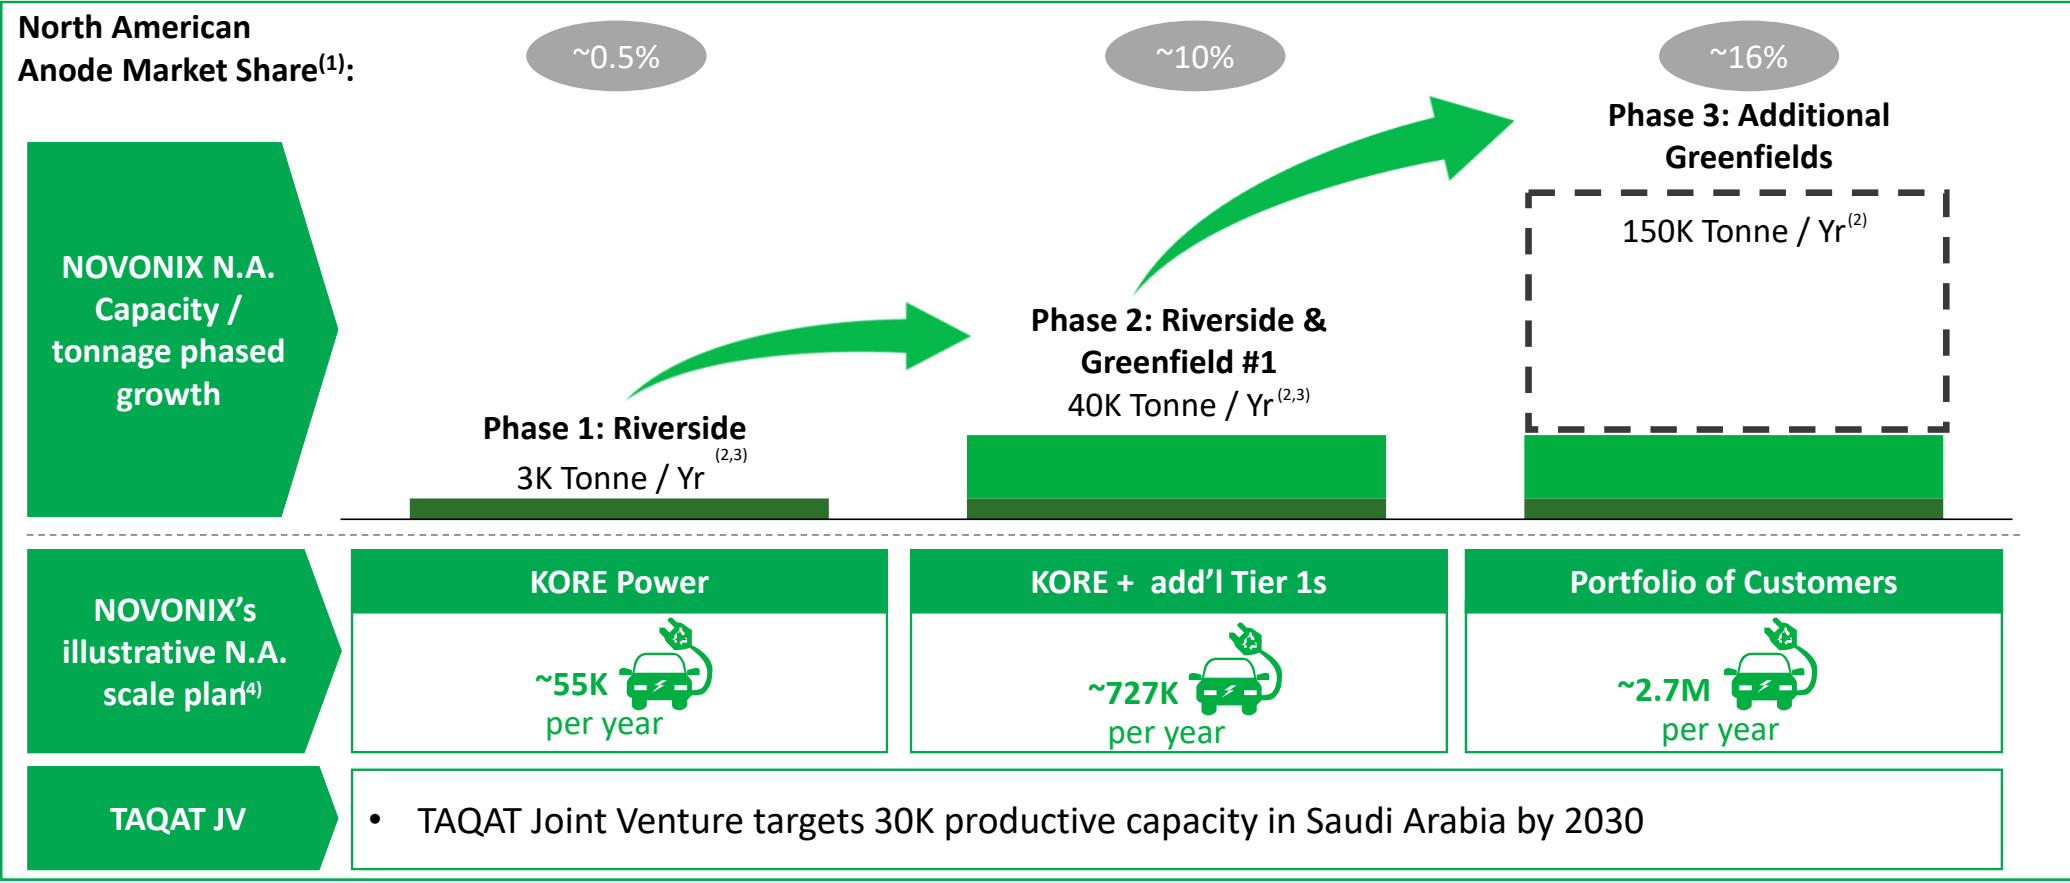 North American
Anode Market Share(1):
~0.5%
~10%
~16%
NOVONIX N.A.
Capacity /
tonnage phased
growth
Phase 1: Riverside
3K Tonne / Yr (2,3)
Phase 2: Riverside &
Greenfield #1
40K Tonne / Yr (2,3)
Phase 3: Additional
Greenfields
150K Tonne / Yr (2)
NOVONIX’s
illustrative N.A.
scale plan(4)
KORE Power
~55K
per year
KORE + add’l Tier 1s
~727K
per year
Portfolio of Customers
~2.7M
per year
TAQAT JV
• TAQAT Joint Venture targets 30K productive capacity in Saudi Arabia by 2030